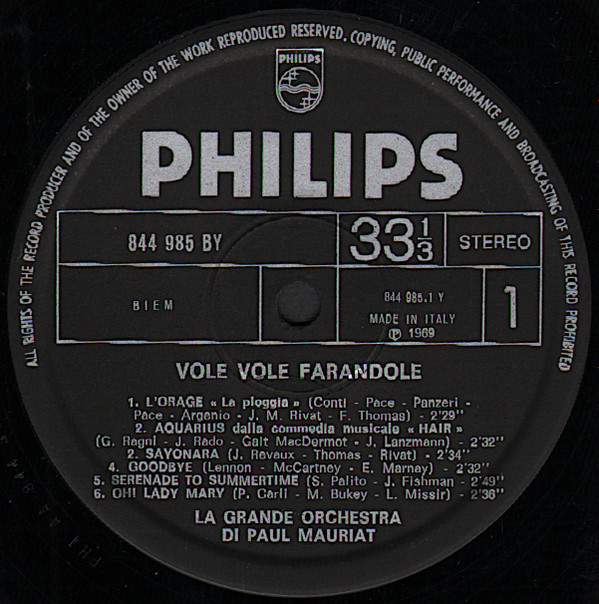 ALL RIGHTS OF THE RECORD PRODUCER AND OF THE OWNER OF THE WORK REPRODUCED RESERVED. COPYING, PUBLIC PERFORMANCE AND BROADCASTING OF THIS RECORD PROHIBITED
PHILIPS
PHILIPS
844 985 BY
33 1/3
STEREO
BIEM
844 985.1 Y
MADE IN ITALY
℗ 1969
1
VOLE VOLE FARANDOLE
1. L'ORAGE « La pioggia » (Conti - Pace - Panzeri -
Pace - Argenio - J. M. Rivat - F. Thomas) - 2'29"
2. AQUARIUS dalla commedia musicale « HAIR »
(G. Ragni - J. Rado - Galt MacDermot - J. Lanzmann) - 2'32"
2. SAYONARA (J. Revaux - Thomas - Rivat) - 2'34"
4. GOODBYE (Lennon - McCartney - E. Marnay) - 2'32"
5. SERENADE TO SUMMERTIME (S. Palito - J. Fishman - 2'49"
6. OH! LADY MARY (P. Carli - M. Bukey - L. Missir) - 2'36"
LA GRANDE ORCHESTRA
DI PAUL MAURIAT